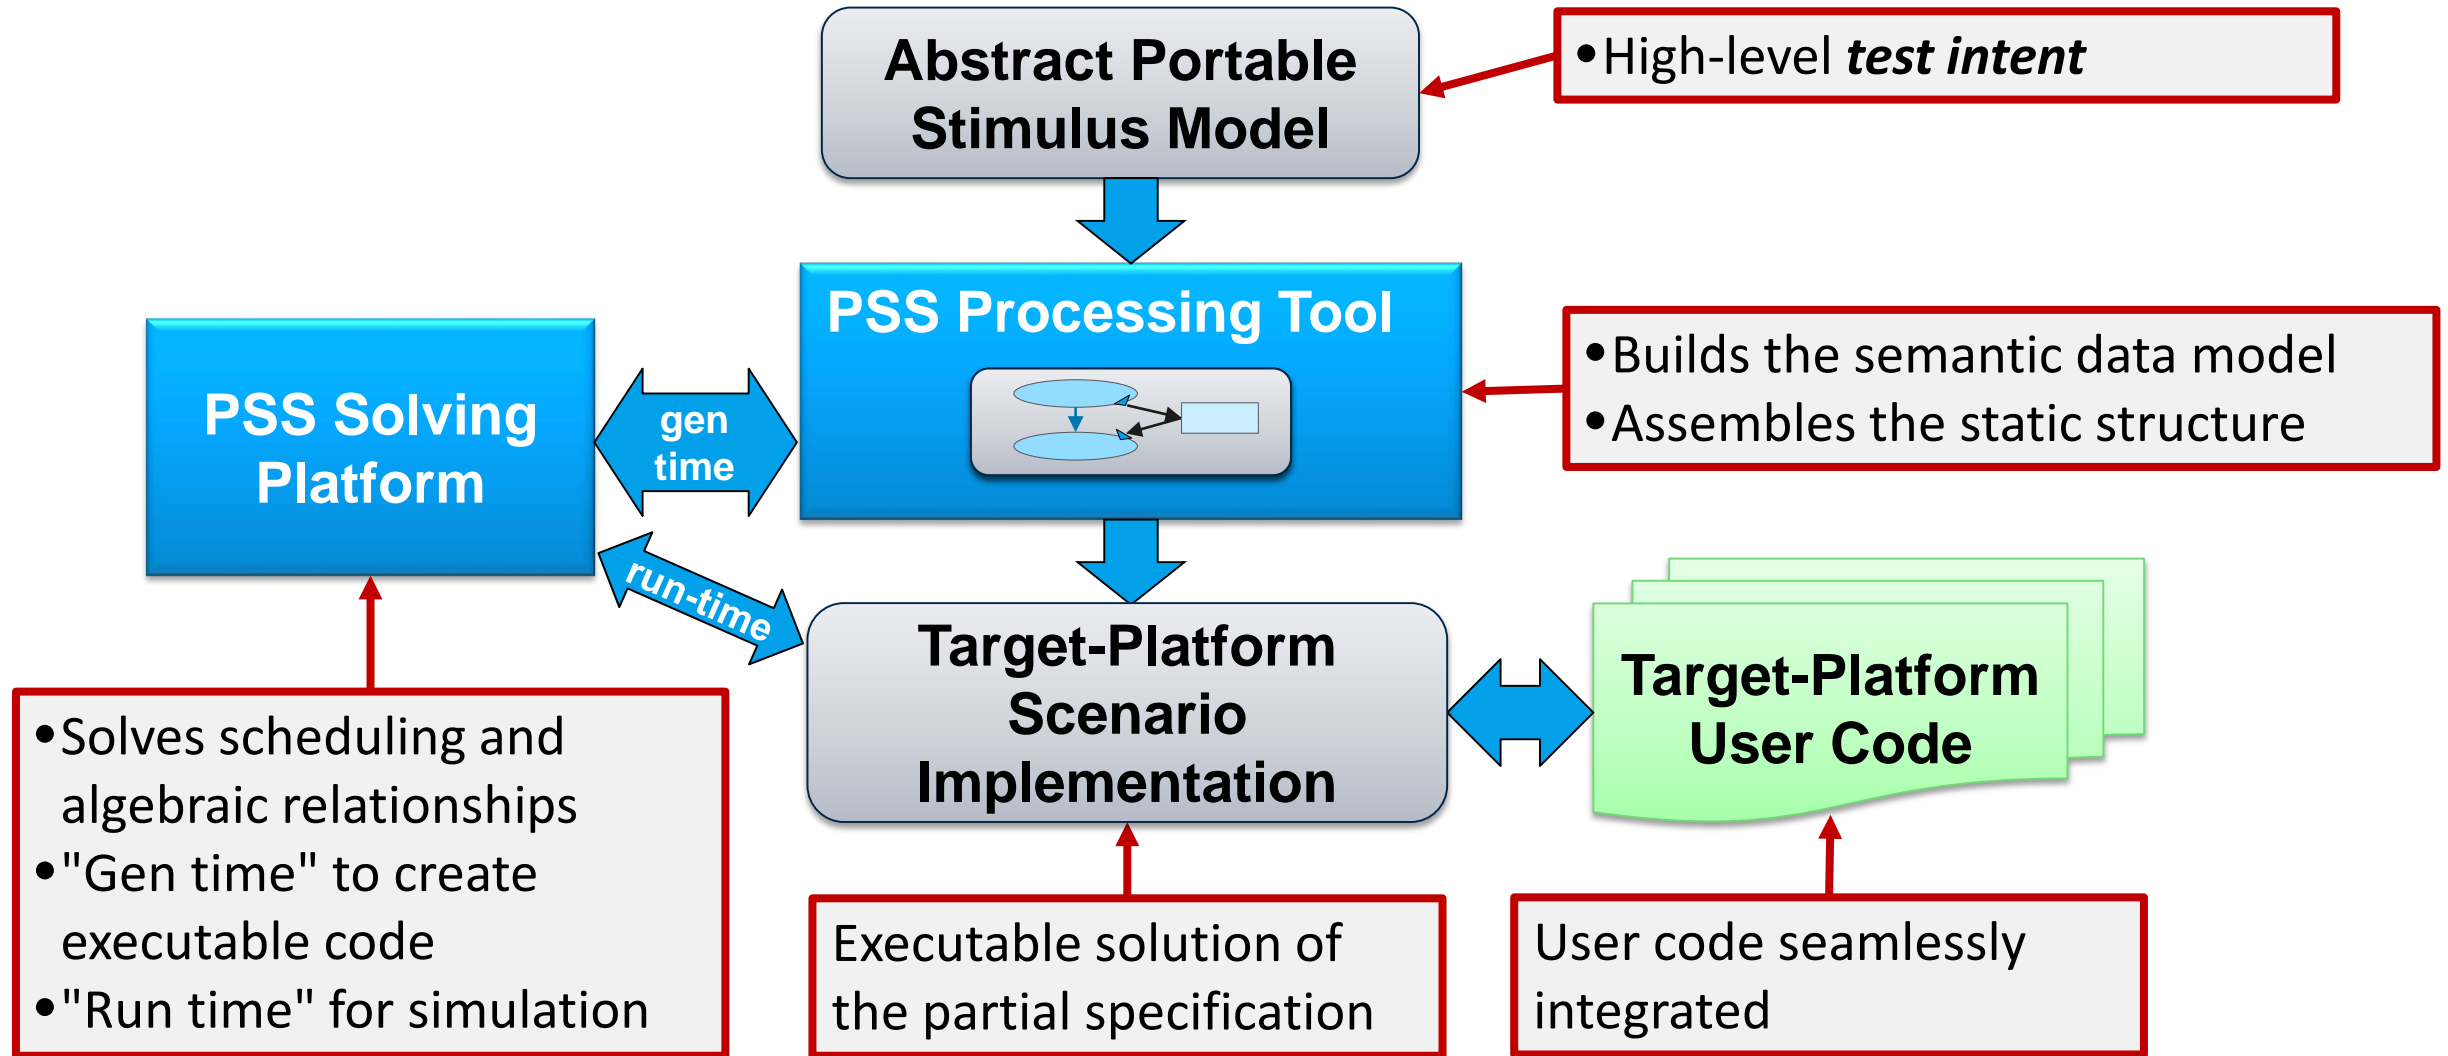 Abstract Portable
Stimulus Model
•High-level test intent
PSS Processing Tool
•Builds the semantic data model
•Assembles the static structure
PSS Solving
Platform
gen
time
run-time
Target-Platform
Scenario
Implementation
Target-Platform
User Code
•Solves scheduling and
algebraic relationships
•"Gen time" to create
executable code
•"Run time" for simulation
Executable solution of
the partial specification
User code seamlessly
integrated